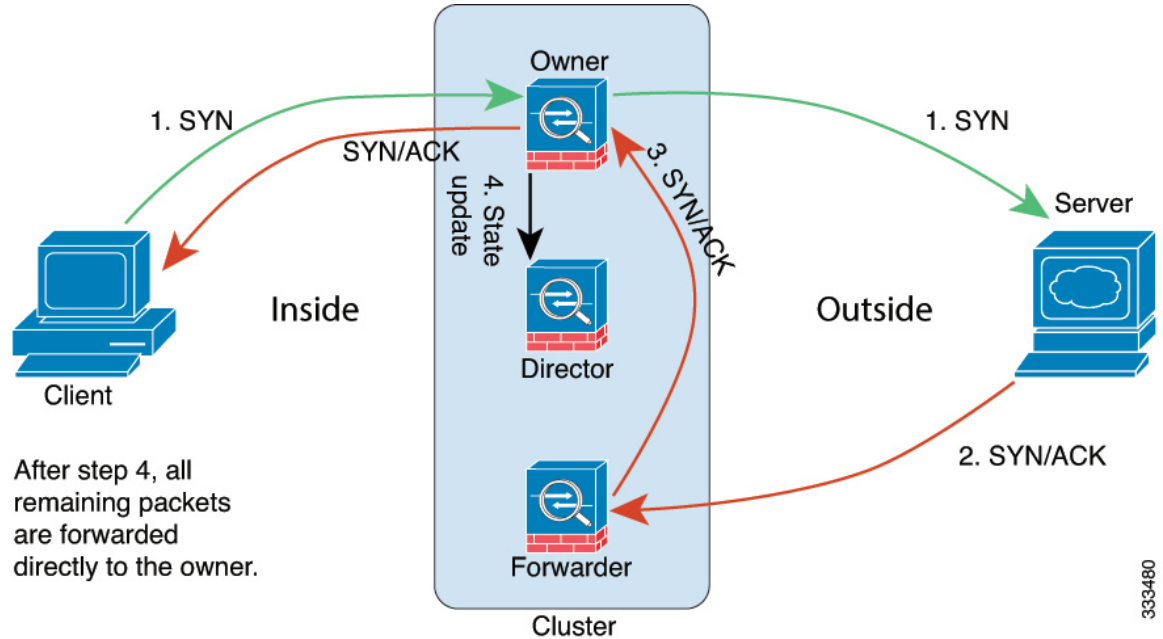 Owner
1. SYN
1. SYN
SYN/ACK
3. SYN/ACK
4. State
update
Server
Inside
Outside
Director
Client
2. SYN/ACK
After step 4, all
remaining packets
are forwarded
directly to the owner.
Forwarder
Cluster
333480